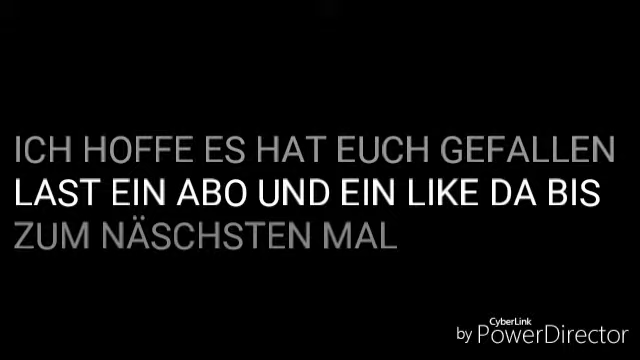 ICH HOFFE ES HAT EUCH GEFALLEN
LAST EIN ABO UND EIN LIKE DA BIS
ZUM NÄSCHSTEN MAL
CyberLink
by PowerDirector